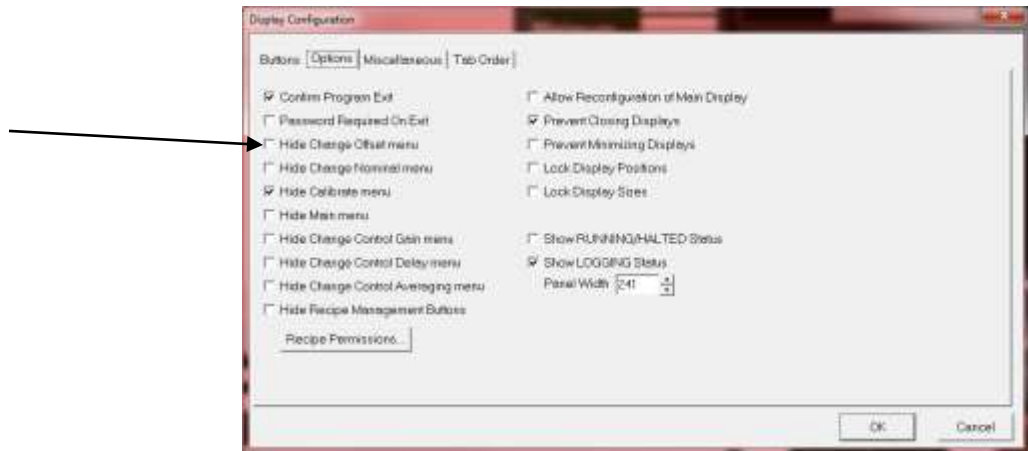 Display Configuration
Buttons Options Miscellaneous Tab Order
Confirm Program Exit
Password Required On Exit
Hide Change Offset menu
Hide Change Nominal menu
Hide Calibrate menu
Hide Main menu
Hide Change Control Gain menu
Hide Change Control Delay menu
Hide Change Control Averaging menu
Hide Recipe Management Buttons
Recipe Permissions...
Allow Reconfiguration of Main Display
Prevent Closing Displays
Prevent Minimizing Displays
Lock Display Positions
Lock Display Sizes
Show RUNNING/HALTED Status
Show LOGGING Status
Panel Width 241
OK Cancel